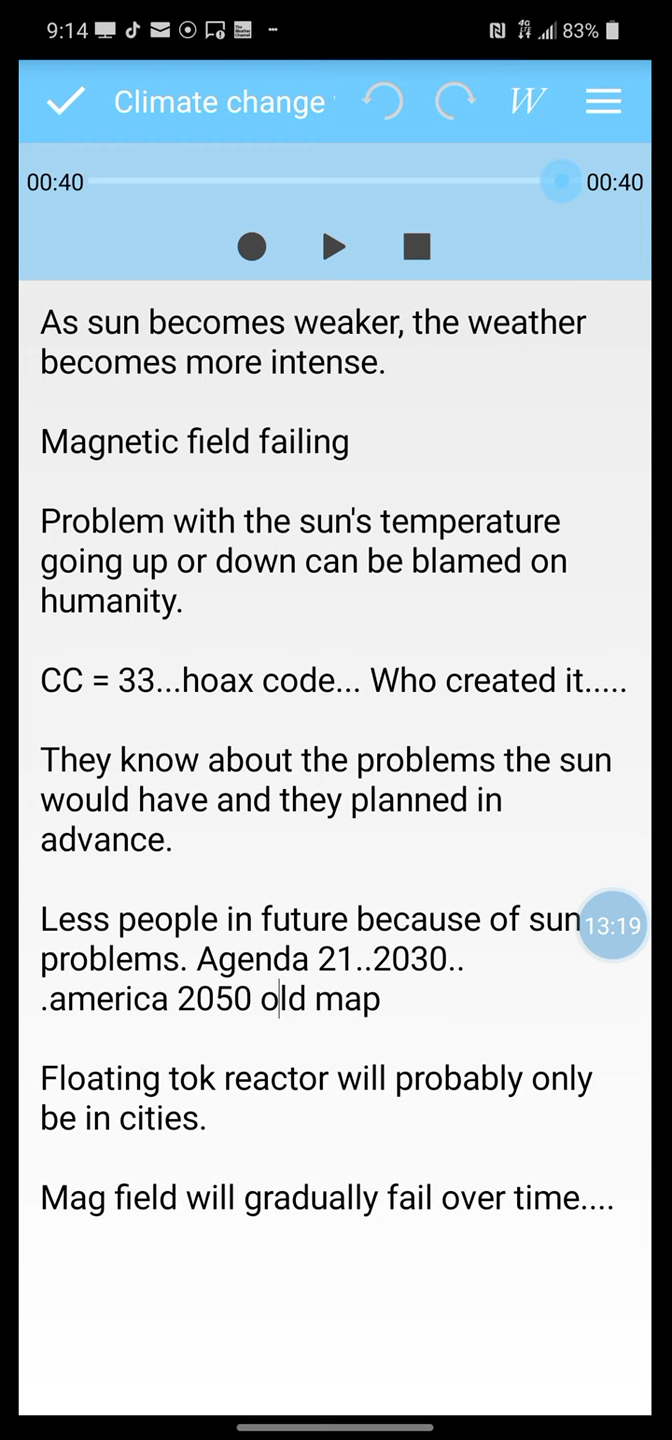 9:14 83%
Climate change
00:40 00:40
As sun becomes weaker, the weather
becomes more intense.
Magnetic field failing
Problem with the sun's temperature
going up or down can be blamed on
humanity.
CC = 33...hoax code... Who created it.....
They know about the problems the sun
would have and they planned in
advance.
Less people in future because of sun
13:19
problems. Agenda 21..2030..
.america 2050 old map
Floating tok reactor will probably only
be in cities.
Mag field will gradually fail over time....